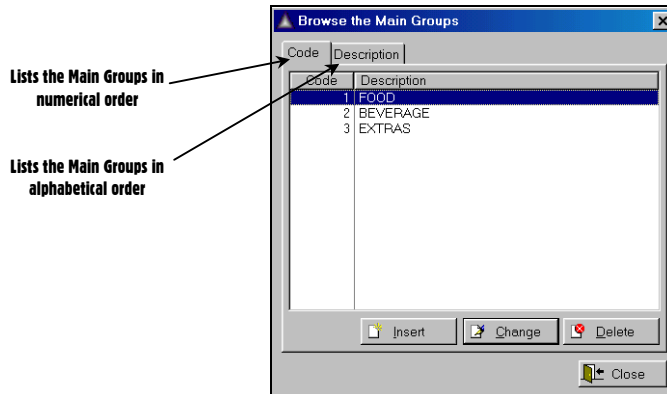 Browse the Main Groups
Code Description
Lists the Main Groups in
numerical order
Code Description
1 FOOD
2 BEVERAGE
3 EXTRAS
Lists the Main Groups in
alphabetical order
Insert Change Delete
Close